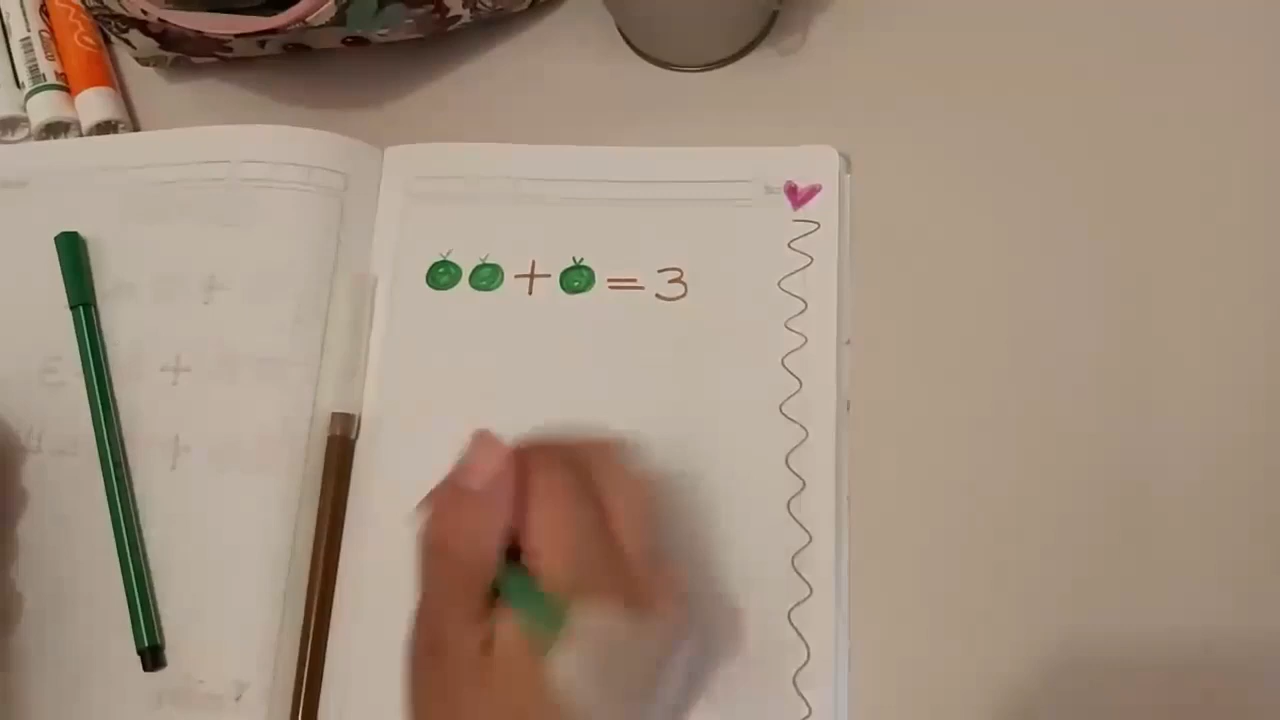 + = 3